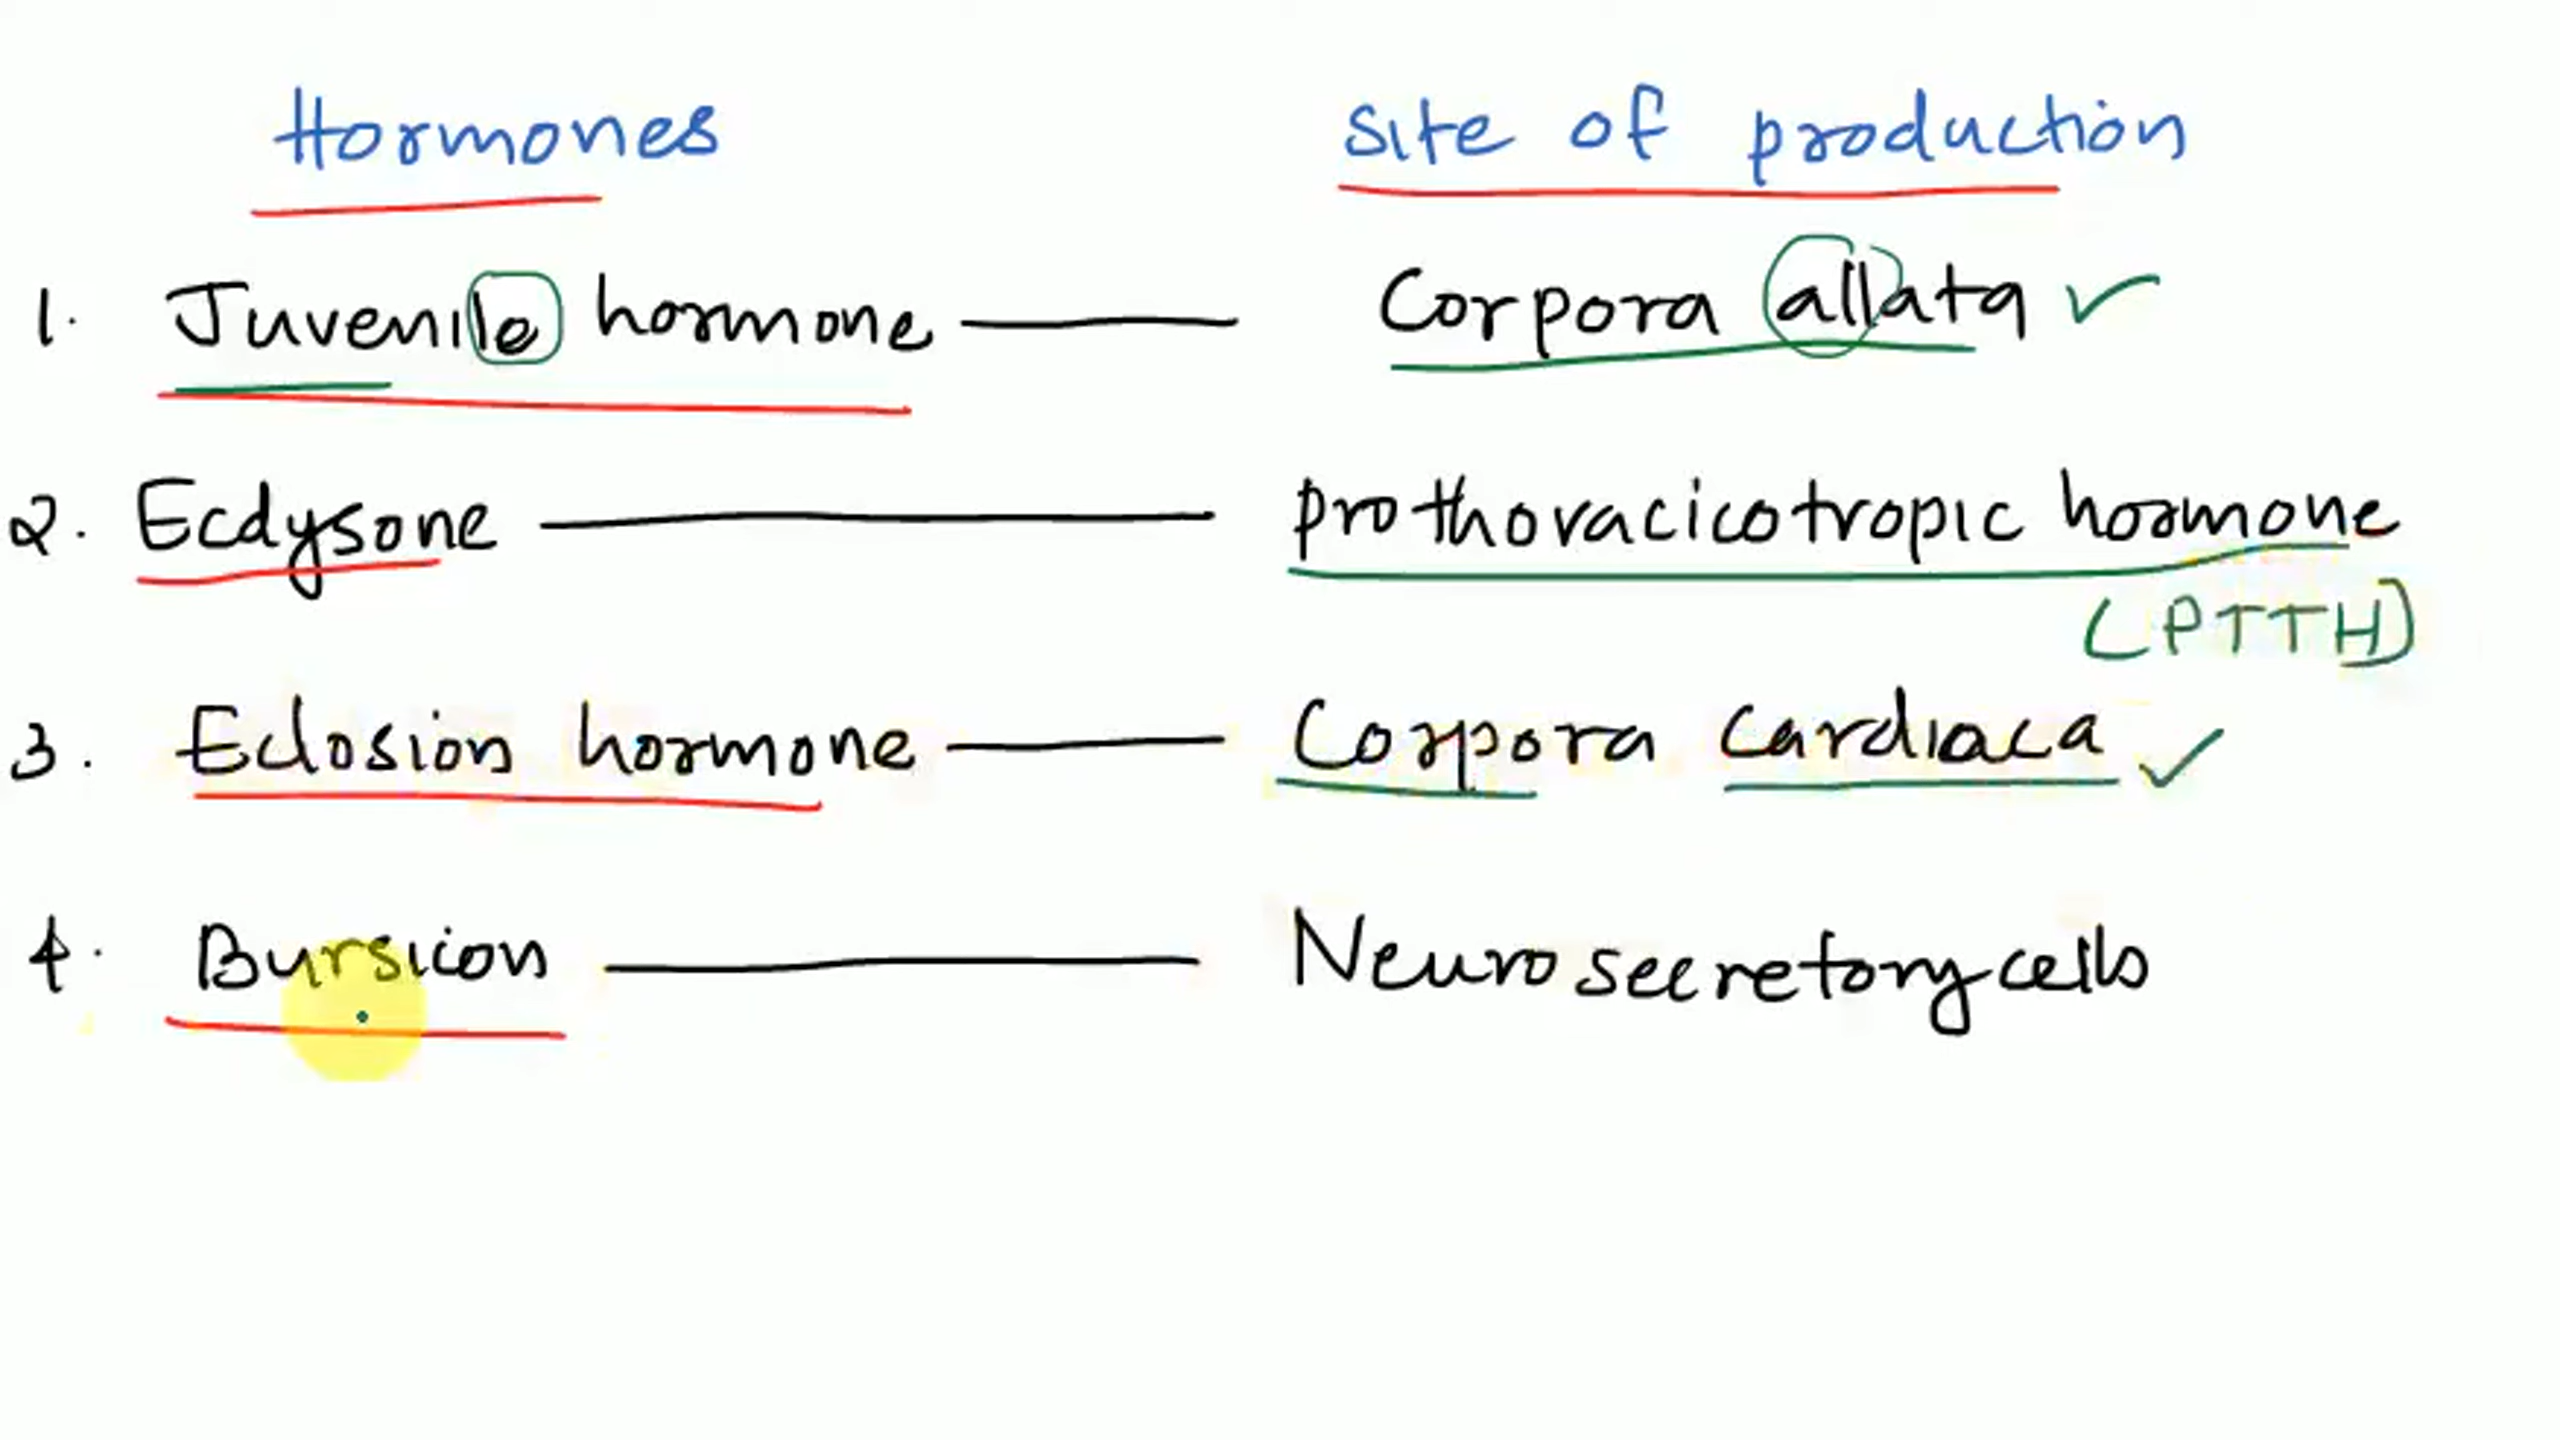 Hormones site of production
1. Juvenile hormone — Corpora allata ✓
2. Ecdysone — prothoracicotropic hormone
(PTTH)
3. Eclosion hormone — Corpora cardiaca ✓
4. Bursicon — Neurosecretory cells